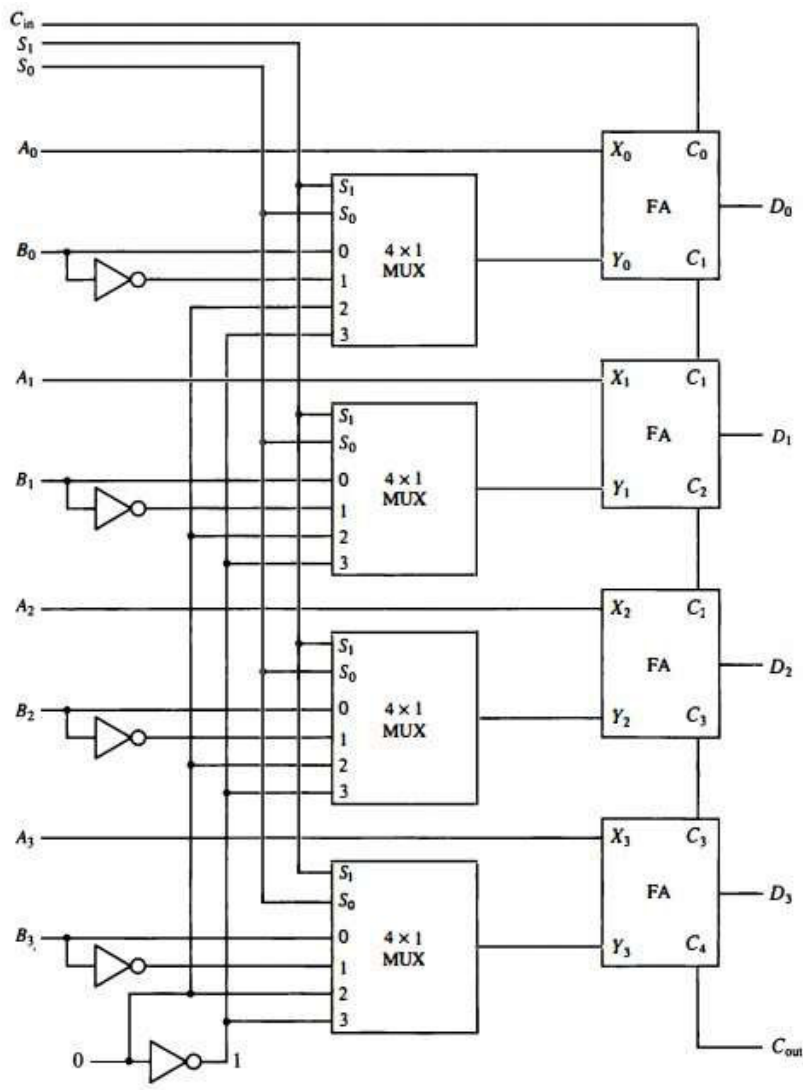 C_in
S_1
S_0
A_0 X_0 C_0
S_1
FA D_0
S_0
B_0 0 4 × 1 Y_0 C_1
1 MUX
2
3
A_1 X_1 C_1
S_1
FA D_1
S_0
B_1 0 4 × 1 Y_1 C_2
1 MUX
2
3
A_2 X_2 C_2
S_1
FA D_2
S_0
B_2 0 4 × 1 Y_2 C_3
1 MUX
2
3
A_3 X_3 C_3
S_1
FA D_3
S_0
B_3 0 4 × 1 Y_3 C_4
1 MUX
2
3
0 1 C_out